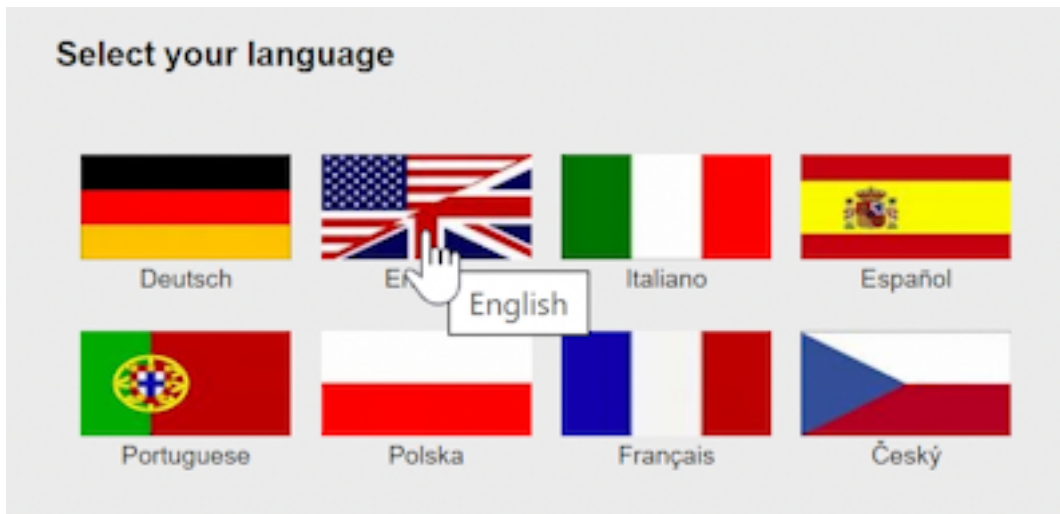 Select your language
Deutsch
Italiano
Español
English
Portuguese
Polska
Français
Český